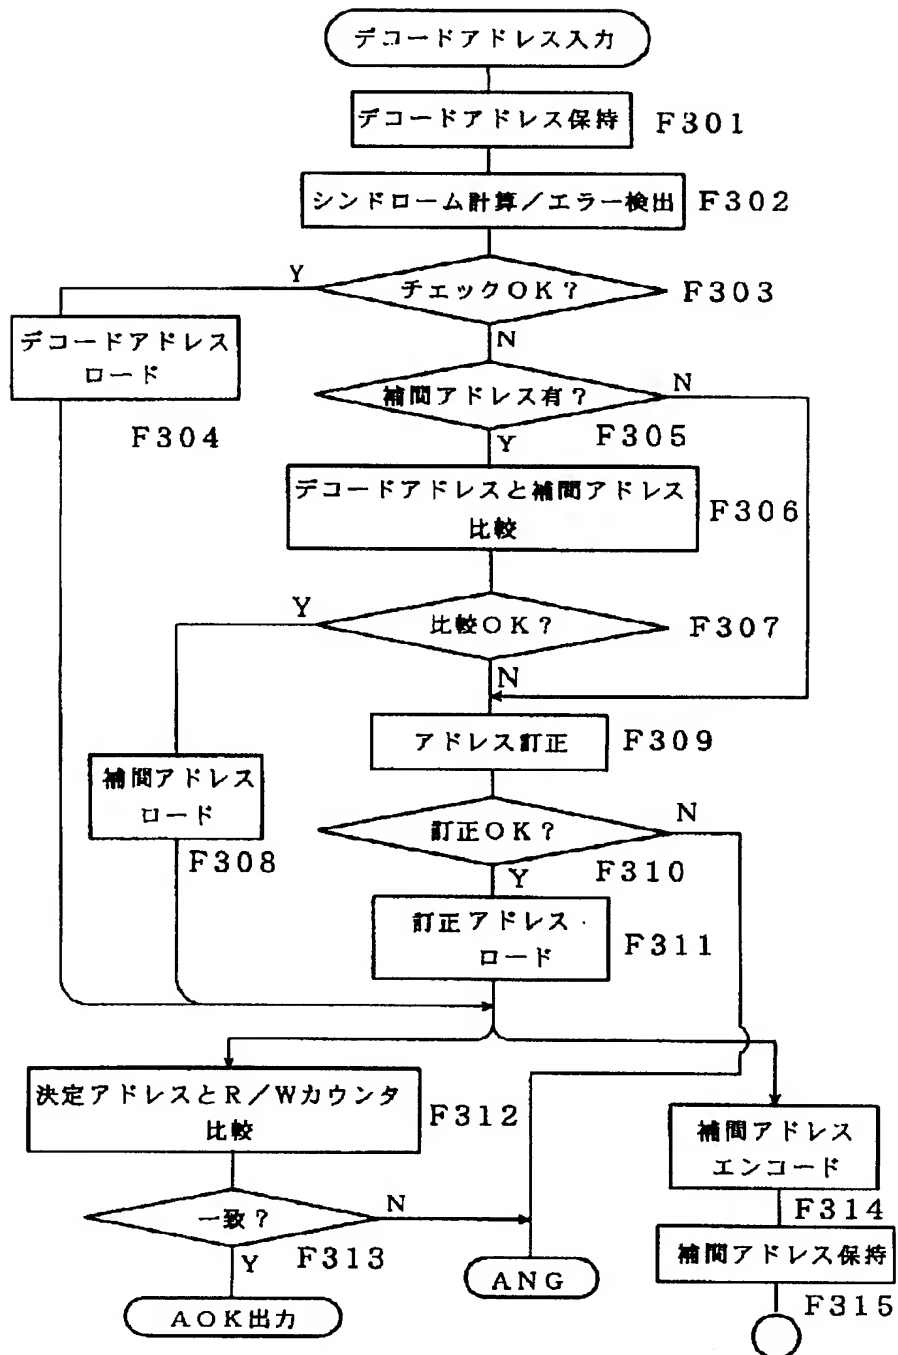 デコードアドレス入力
デコードアドレス保持
F301
シンドローム計算/エラー検出
F302
Y
チェックOK?
F303
N
デコードアドレス
ロード
F304
補間アドレス有?
N
F305
Y
デコードアドレスと補間アドレス
比較
F306
Y
比較OK?
F307
N
アドレス訂正
F309
補間アドレス
ロード
F308
訂正OK?
N
F310
Y
訂正アドレス
ロード
F311
決定アドレスとR/Wカウンタ
比較
F312
補間アドレス
エンコード
F314
一致?
N
F313
Y
補間アドレス保持
F315
ANG
AOK出力